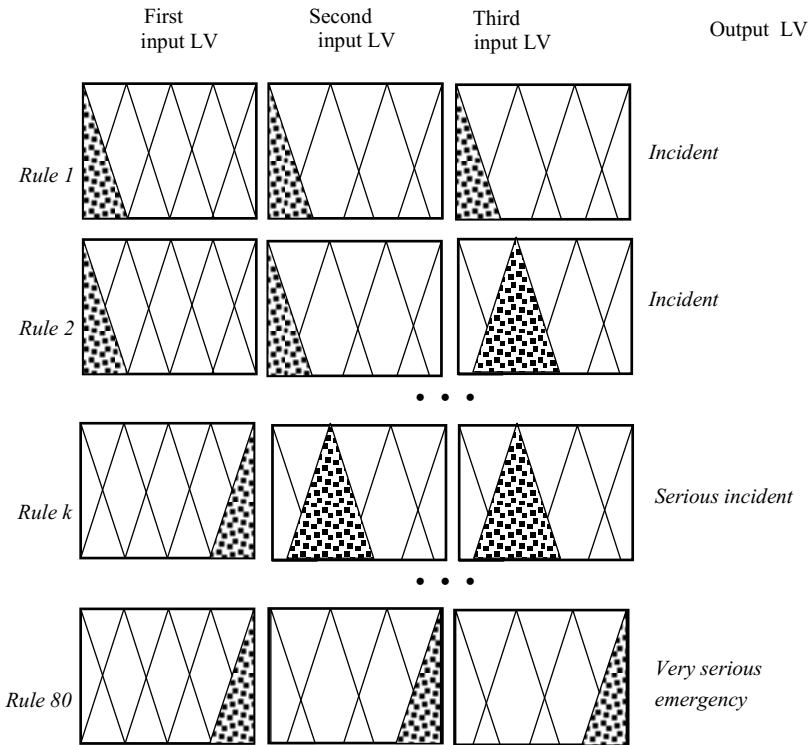 First
input LV
Second
input LV
Third
input LV
Output LV
Rule 1
Incident
Rule 2
Incident
• • •
Rule k
Serious incident
• • •
Rule 80
Very serious
emergency